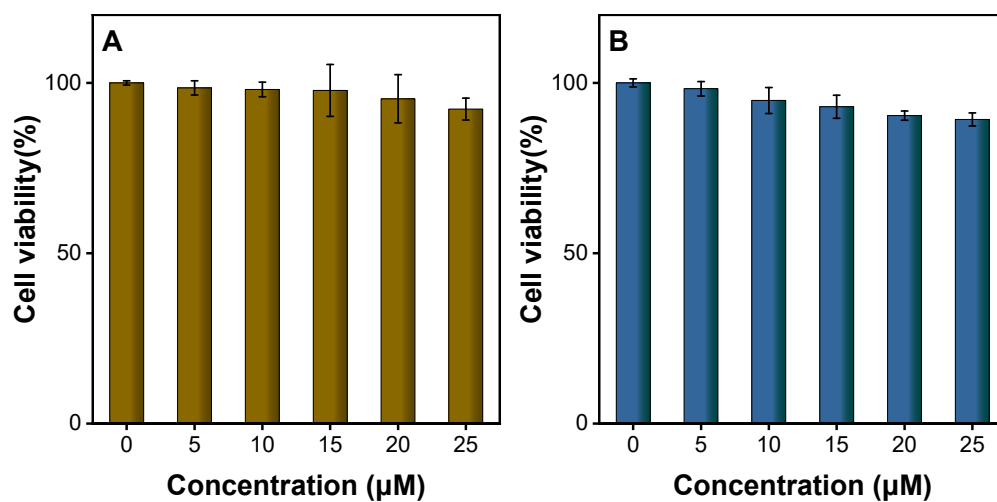 A
Cell viability(%)
100
50
0
0 5 10 15 20 25
Concentration (μM)
B
Cell viability(%)
100
50
0
0 5 10 15 20 25
Concentration (μM)